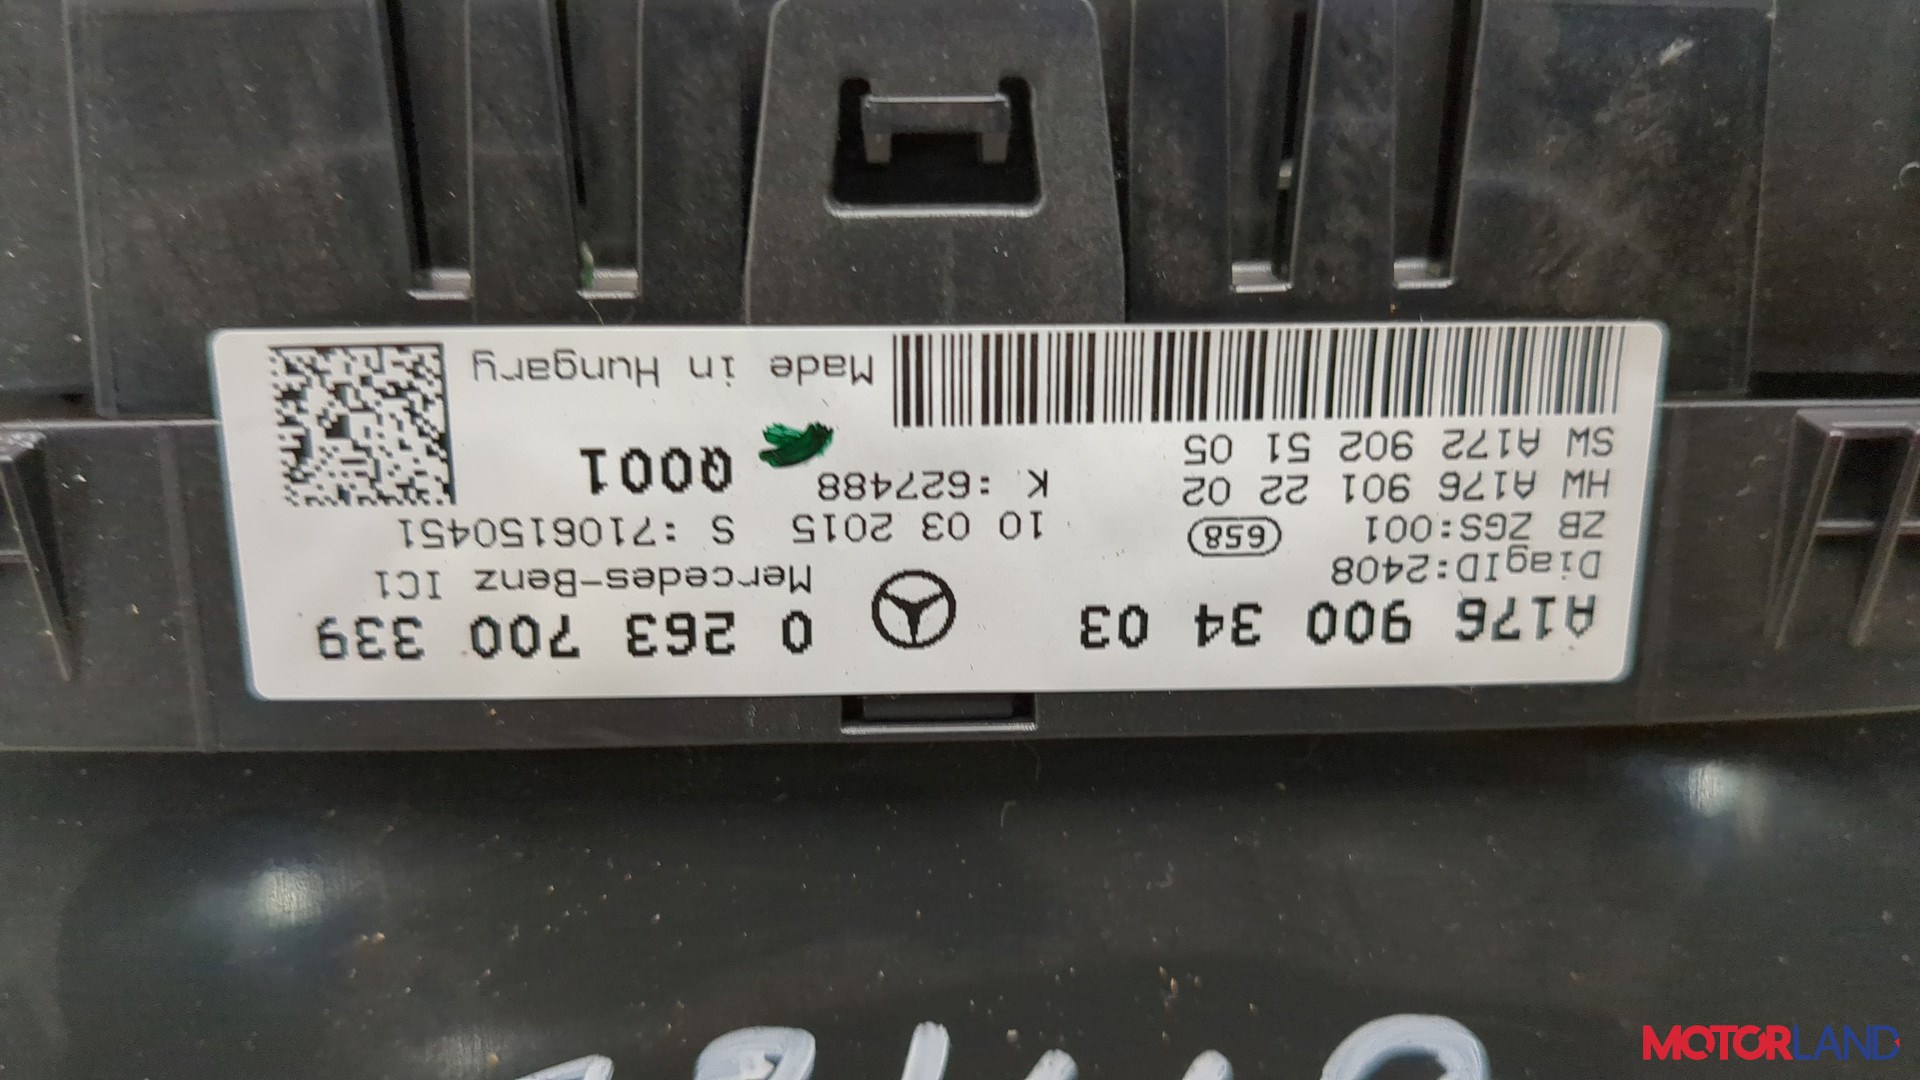 A176 900 34 03
0 263 700 339
DiagID:2408
Mercedes-Benz IC1
ZB ZGS:001
658
10 03 2015
S :7106150451
HW A176 901 22 02
K :627488
Q001
SW A172 902 51 05
Made in Hungary
MOTORLAND